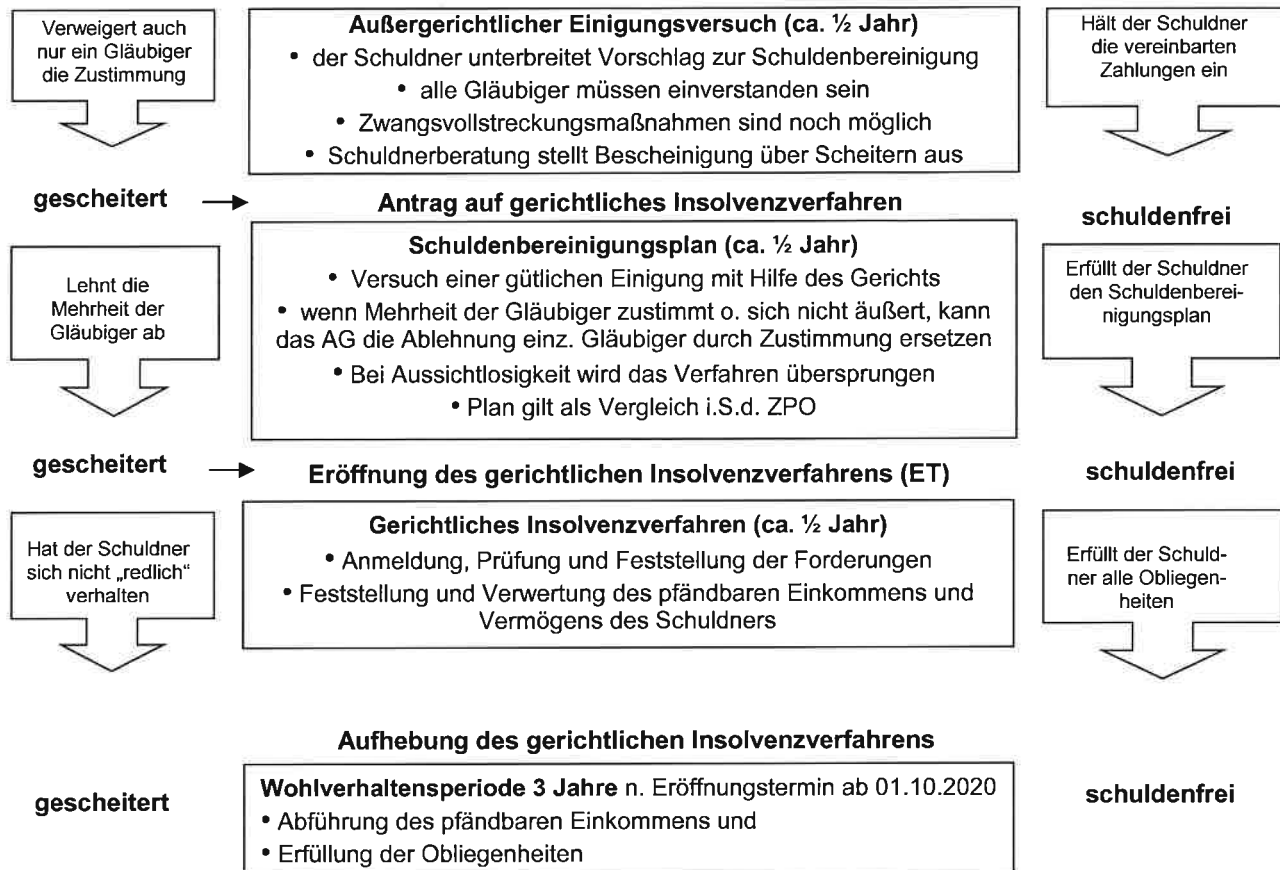 Verweigert auch
nur ein Gläubiger
die Zustimmung
Außergerichtlicher Einigungsversuch (ca. ½ Jahr)
• der Schuldner unterbreitet Vorschlag zur Schuldenbereinigung
• alle Gläubiger müssen einverstanden sein
• Zwangsvollstreckungsmaßnahmen sind noch möglich
• Schuldnerberatung stellt Bescheinigung über Scheitern aus
Hält der Schuldner
die vereinbarten
Zahlungen ein
gescheitert
Antrag auf gerichtliches Insolvenzverfahren
schuldenfrei
Lehnt die
Mehrheit der
Gläubiger ab
Schuldenbereinigungsplan (ca. ½ Jahr)
• Versuch einer gütlichen Einigung mit Hilfe des Gerichts
• wenn Mehrheit der Gläubiger zustimmt o. sich nicht äußert, kann
das AG die Ablehnung einz. Gläubiger durch Zustimmung ersetzen
• Bei Aussichtlosigkeit wird das Verfahren übersprungen
• Plan gilt als Vergleich i.S.d. ZPO
Erfüllt der Schuldner
den Schuldenberei-
nigungsplan
gescheitert
Eröffnung des gerichtlichen Insolvenzverfahrens (ET)
schuldenfrei
Hat der Schuldner
sich nicht „redlich“
verhalten
Gerichtliches Insolvenzverfahren (ca. ½ Jahr)
• Anmeldung, Prüfung und Feststellung der Forderungen
• Feststellung und Verwertung des pfändbaren Einkommens und
Vermögens des Schuldners
Erfüllt der Schuld-
ner alle Obliegen-
heiten
Aufhebung des gerichtlichen Insolvenzverfahrens
gescheitert
Wohlverhaltensperiode 3 Jahre n. Eröffnungstermin ab 01.10.2020
• Abführung des pfändbaren Einkommens und
• Erfüllung der Obliegenheiten
schuldenfrei